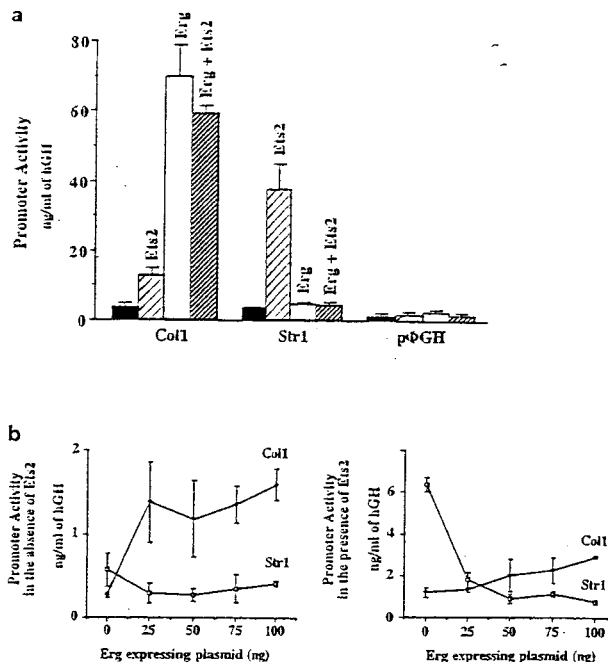 a
80
60
40
20
0
Promoter Activity
ng/ml of hGH
Ets2
Erg
Erg + Ets2
Ets2
Erg
Erg + Ets2
Col1
Str1
pΦGH
b
2
1
0
Promoter Activity
in the absence of Ets2
ng/ml of hGH
Col1
Str1
0 25 50 75 100
Erg expressing plasmid (ng)
6
4
2
0
Promoter Activity
in the presence of Ets2
ng/ml of hGH
Col1
Str1
0 25 50 75 100
Erg expressing plasmid (ng)